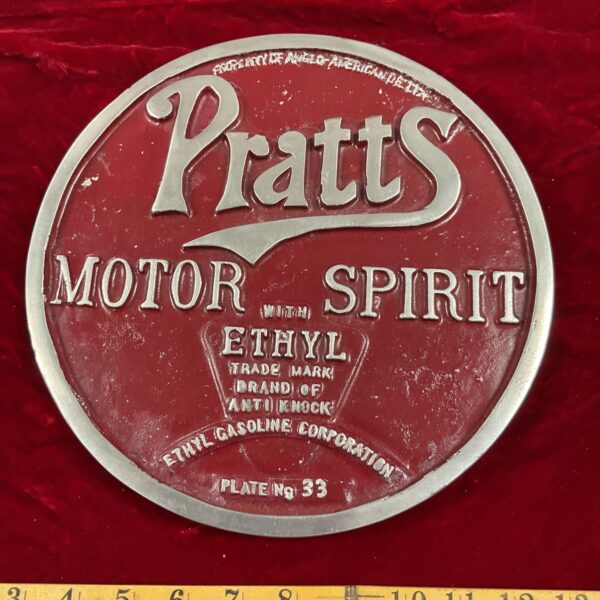 PROPERTY OF ANGLO-AMERICAN OIL Co LTD
Pratts
MOTOR SPIRIT
WITH
ETHYL
TRADE MARK
BRAND OF
ANTI KNOCK
ETHYL GASOLINE CORPORATION
PLATE No 33
3 4 5 6 7 8 10 11 12 13